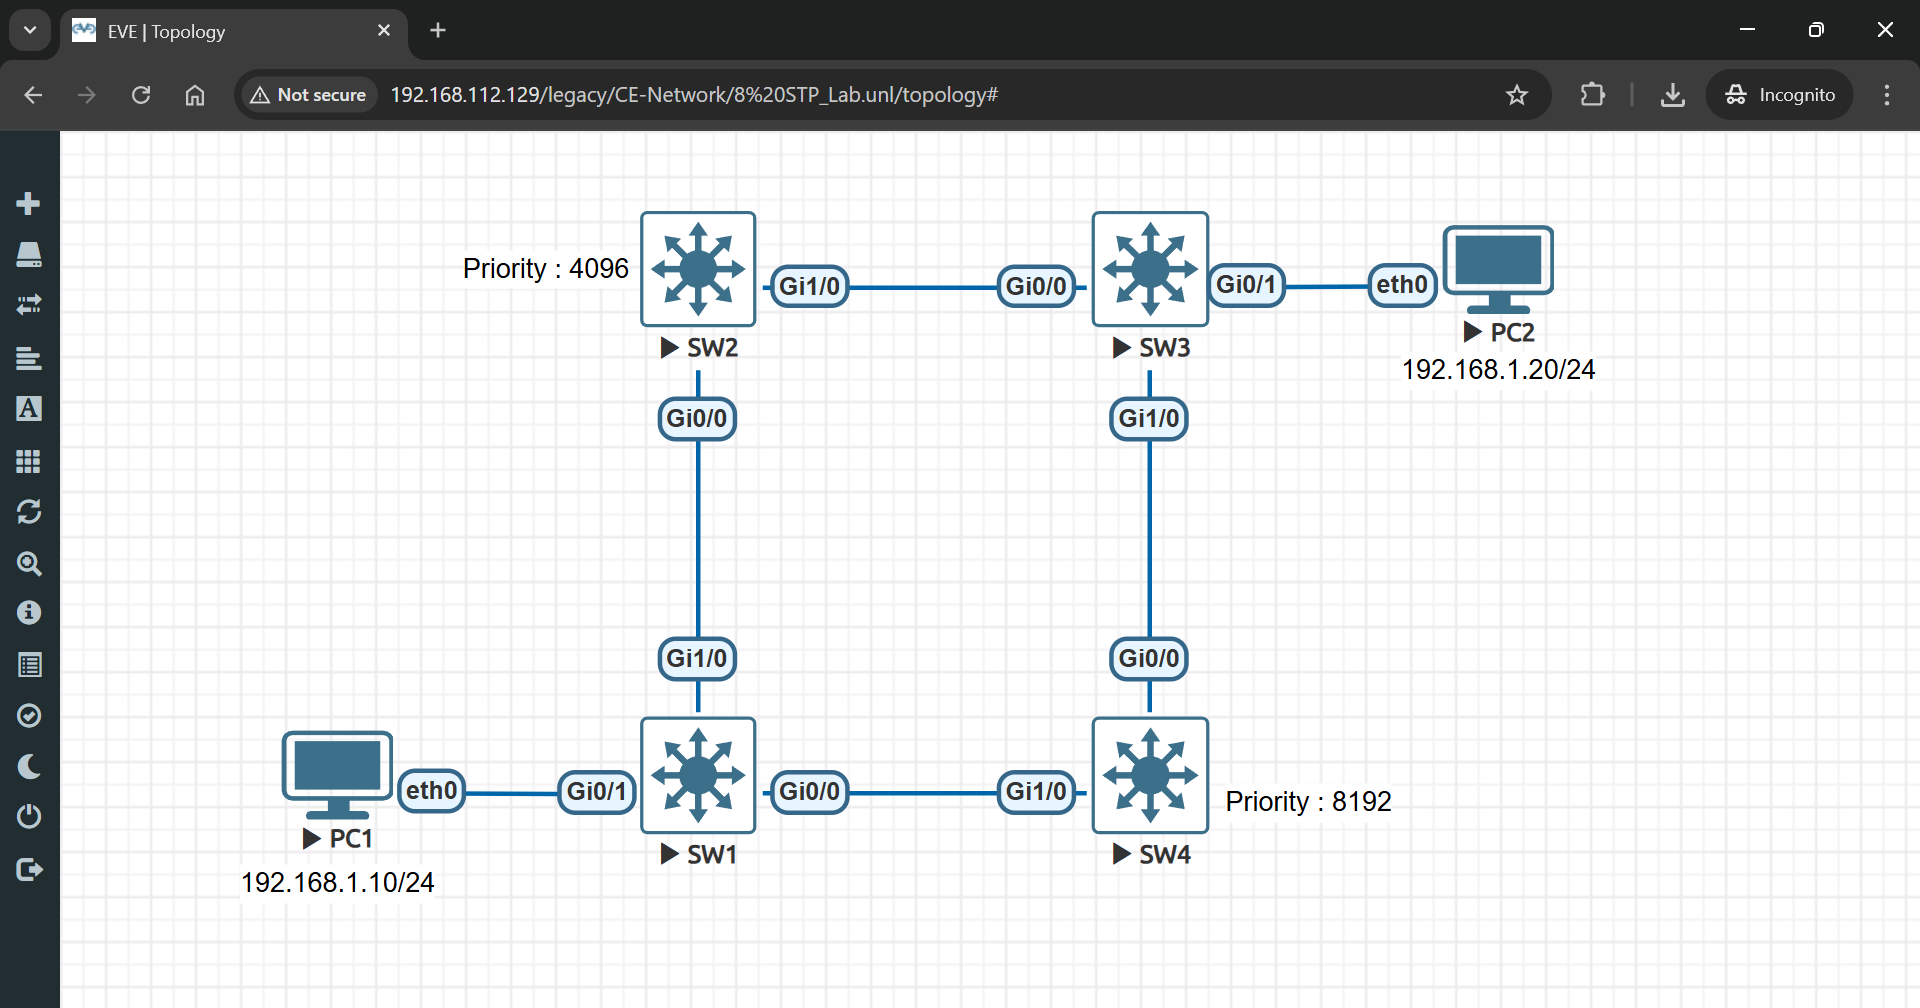 EVE | Topology
Not secure
192.168.112.129/legacy/CE-Network/8%20STP_Lab.unl/topology#
Incognito
Priority : 4096
Gi1/0
Gi0/0
Gi0/1
eth0
SW2
SW3
PC2
192.168.1.20/24
Gi0/0
Gi1/0
Gi1/0
Gi0/0
eth0
Gi0/1
Gi0/0
Gi1/0
Priority : 8192
PC1
SW1
SW4
192.168.1.10/24
A